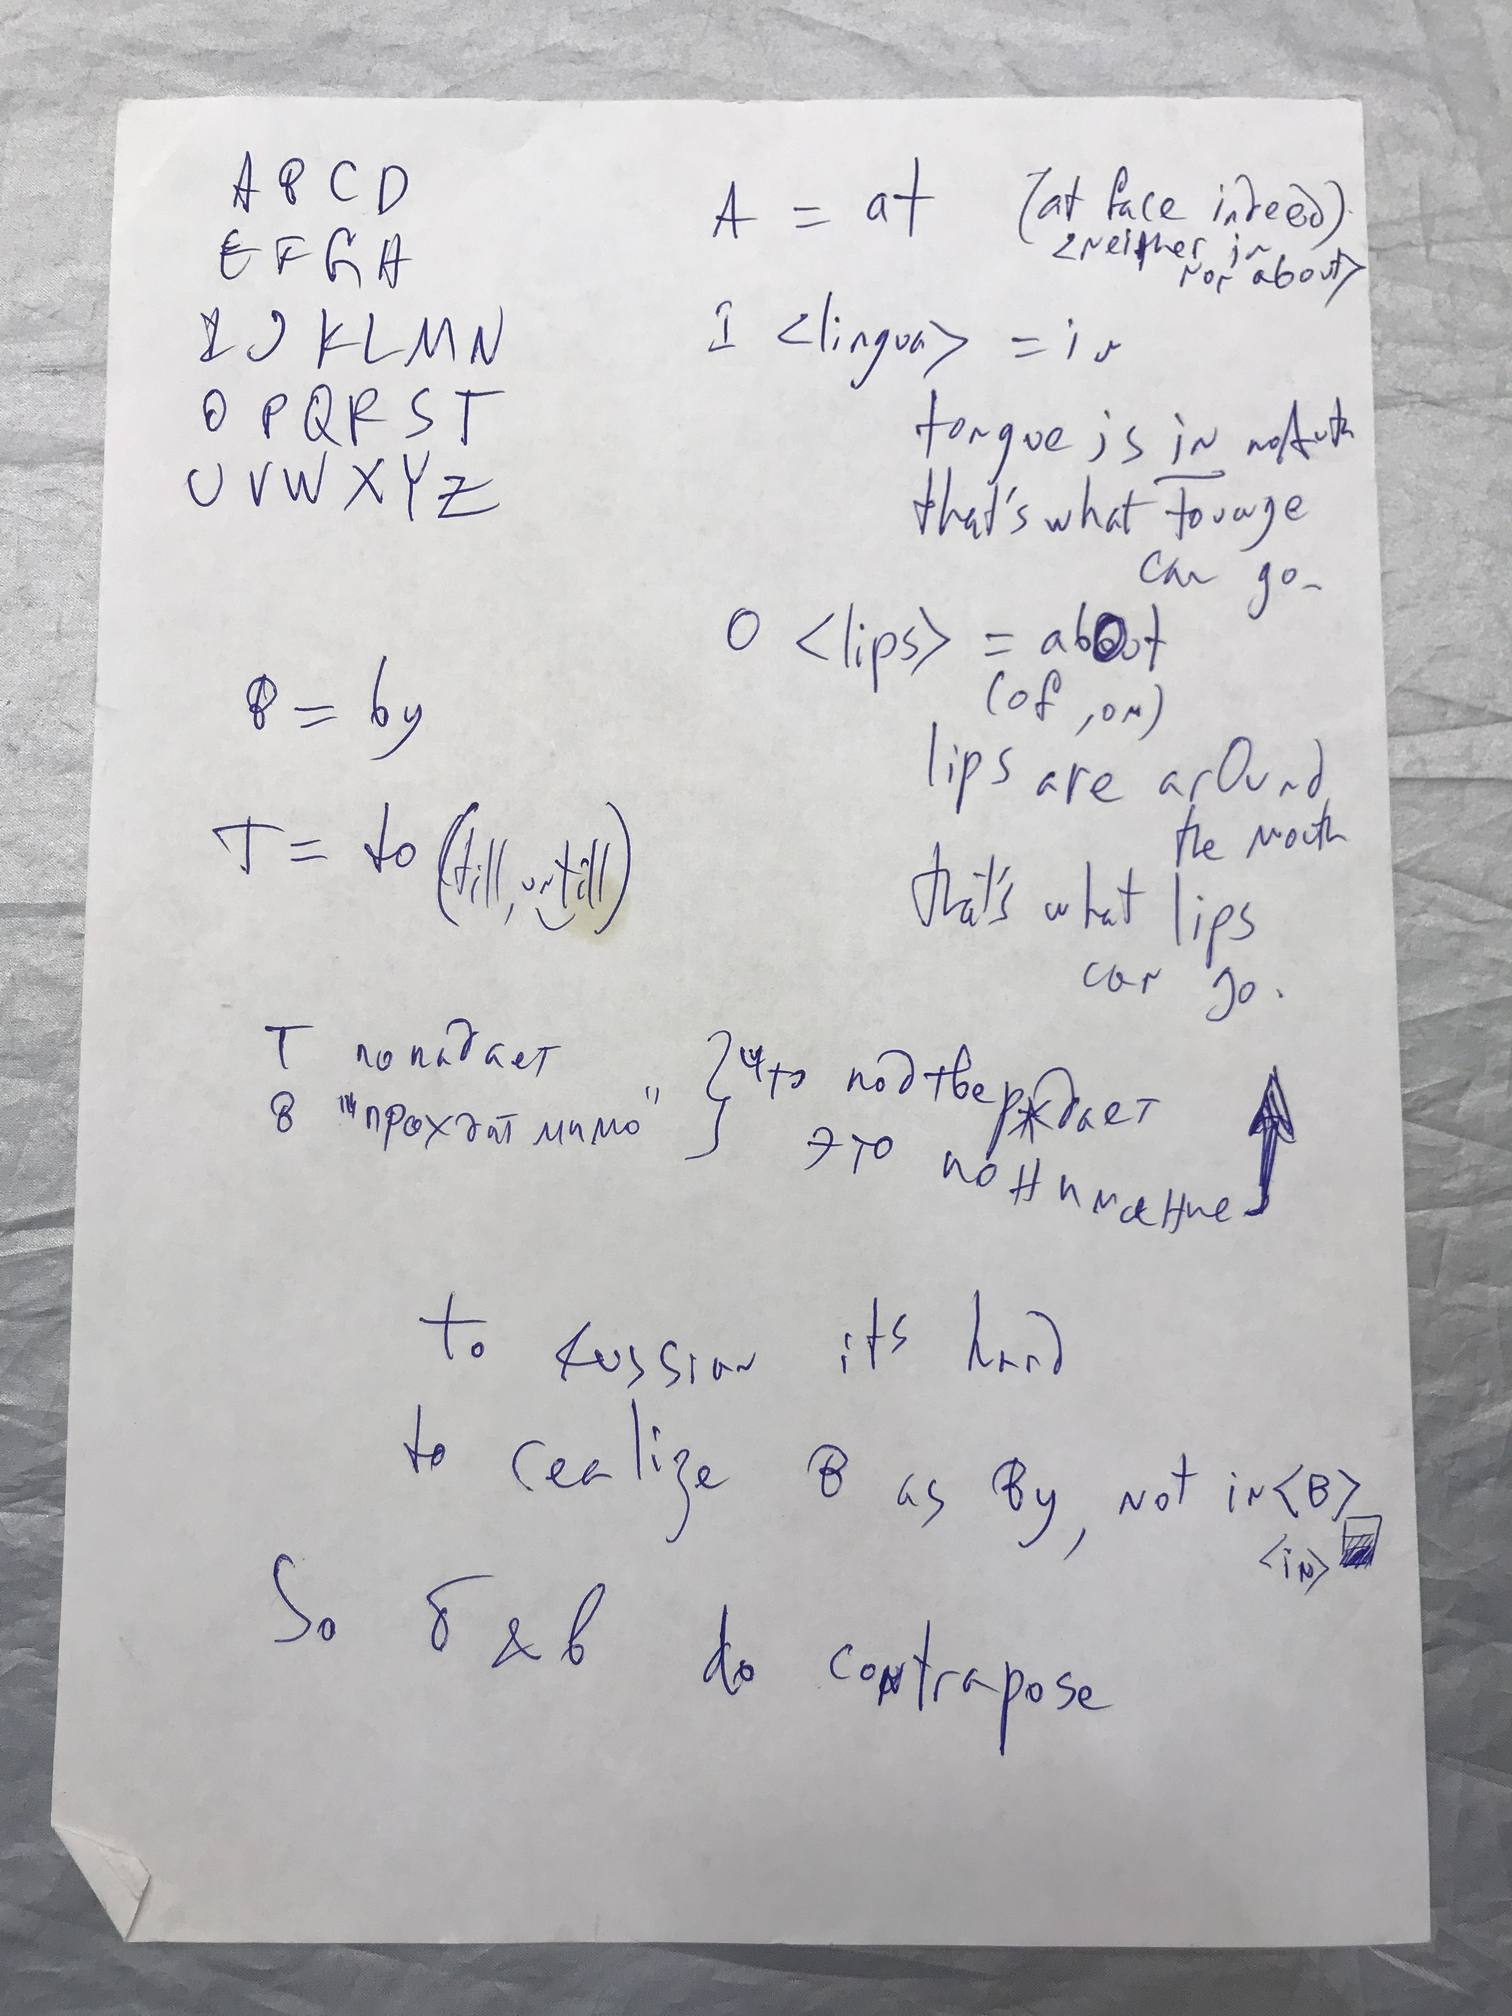 A B C D
E F G H
I J K L M N
O P Q R S T
U V W X Y Z
A = at (at face indeed)
<neither in
nor about>
I <lingua> = in
tongue is in mouth
that's what tounge
can go
O <lips> = about
(of, on)
lips are arOund
the mouth
that's what lips
can go.
B = by
T = to (till, untill)
T попадает
B "проходит мимо" } что подтверждает
это понимание
to Russian its hard
to realize B as By, not in <B>
<in>
So б & в do contrapose